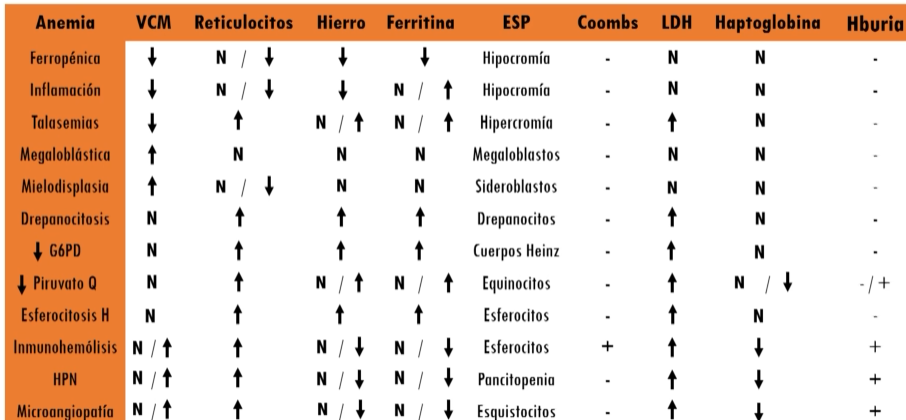 Anemia VCM Reticulocitos Hierro Ferritina ESP Coombs LDH Haptoglobina Hburia
Ferropénica ↓ N / ↓ ↓ ↓ Hipocromía - N N -
Inflamación ↓ N / ↓ ↓ N / ↑ Hipocromía - N N -
Talasemias ↓ ↑ N / ↑ N / ↑ Hipercromía - ↑ N -
Megaloblástica ↑ N N N Megaloblastos - N N -
Mielodisplasia ↑ N / ↓ N N Sideroblastos - N N -
Drepanocitosis N ↑ ↑ ↑ Drepanocitos - ↑ N -
↓ G6PD N ↑ ↑ ↑ Cuerpos Heinz - ↑ N -
↓ Piruvato Q N ↑ N / ↑ N / ↑ Equinocitos - ↑ N / ↓ - / +
Esferocitosis H N ↑ ↑ ↑ Esferocitos - ↑ N -
Inmunohemólisis N / ↑ ↑ N / ↓ N / ↓ Esferocitos + ↑ ↓ +
HPN N / ↑ ↑ N / ↓ N / ↓ Pancitopenia - ↑ ↓ +
Microangiopatía N / ↑ ↑ N / ↓ N / ↓ Esquistocitos - ↑ ↓ +